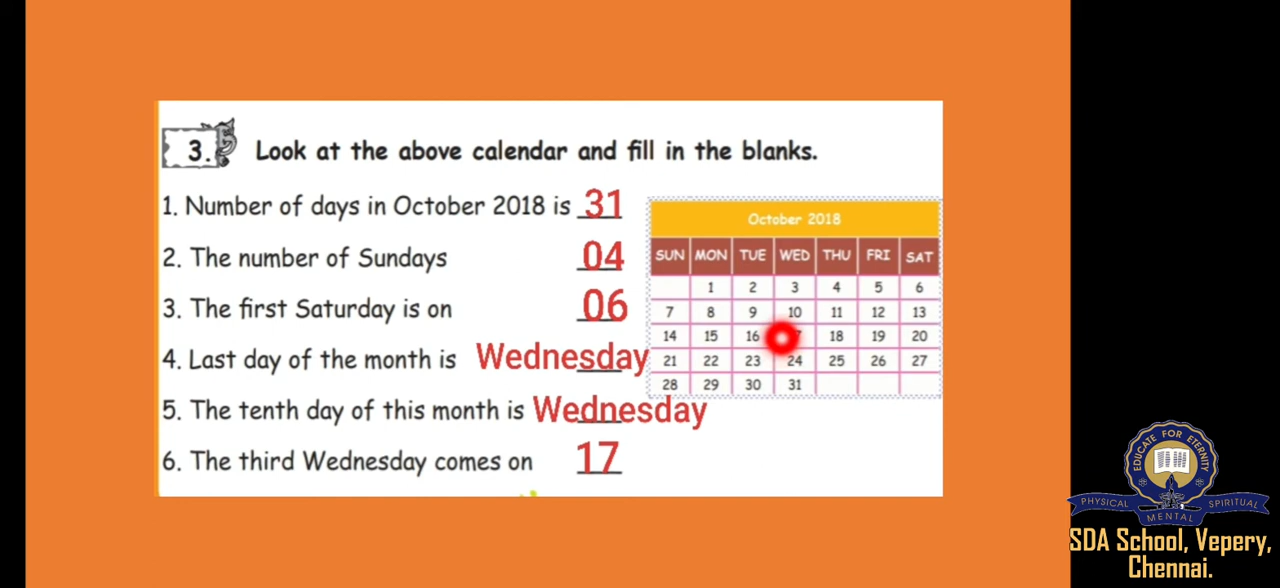 3. Look at the above calendar and fill in the blanks.
1. Number of days in October 2018 is 31
2. The number of Sundays 04
3. The first Saturday is on 06
4. Last day of the month is Wednesday
5. The tenth day of this month is Wednesday
6. The third Wednesday comes on 17
October 2018
SUN MON TUE WED THU FRI SAT
1 2 3 4 5 6
7 8 9 10 11 12 13
14 15 16 18 19 20
21 22 23 24 25 26 27
28 29 30 31
EDUCATE FOR ETERNITY
PHYSICAL MENTAL SPIRITUAL
SDA School, Vepery,
Chennai.